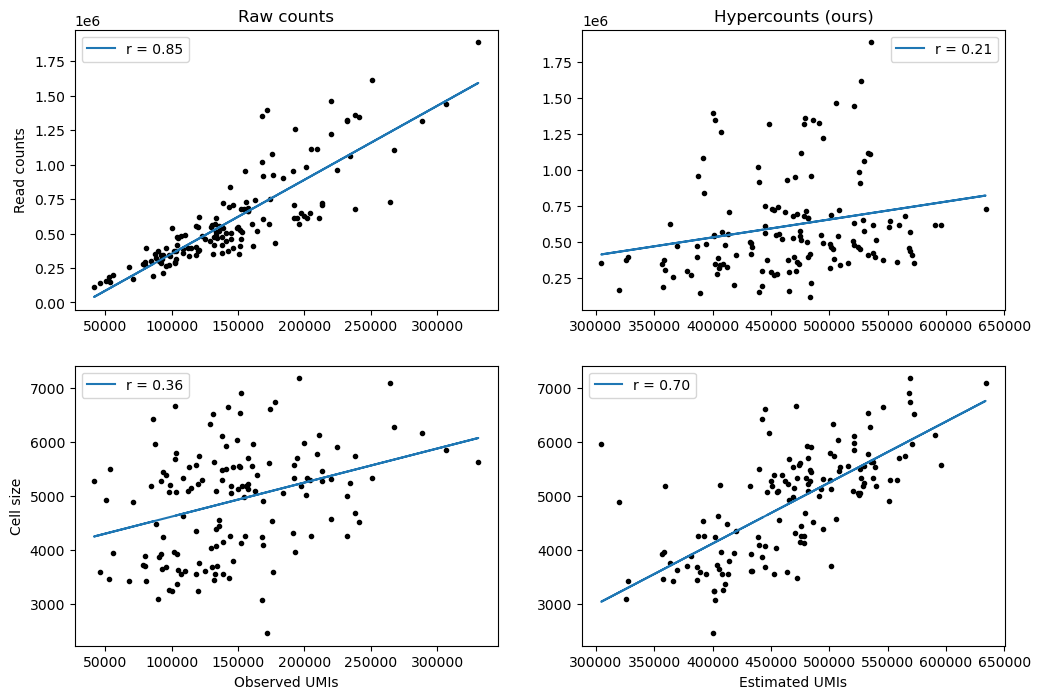 Raw counts
1e6
r = 0.85
Read counts
1.75
1.50
1.25
1.00
0.75
0.50
0.25
0.00
50000 100000 150000 200000 250000 300000
Hypercounts (ours)
1e6
r = 0.21
1.75
1.50
1.25
1.00
0.75
0.50
0.25
300000 350000 400000 450000 500000 550000 600000 650000
r = 0.36
Cell size
7000
6000
5000
4000
3000
50000 100000 150000 200000 250000 300000
Observed UMIs
r = 0.70
7000
6000
5000
4000
3000
300000 350000 400000 450000 500000 550000 600000 650000
Estimated UMIs